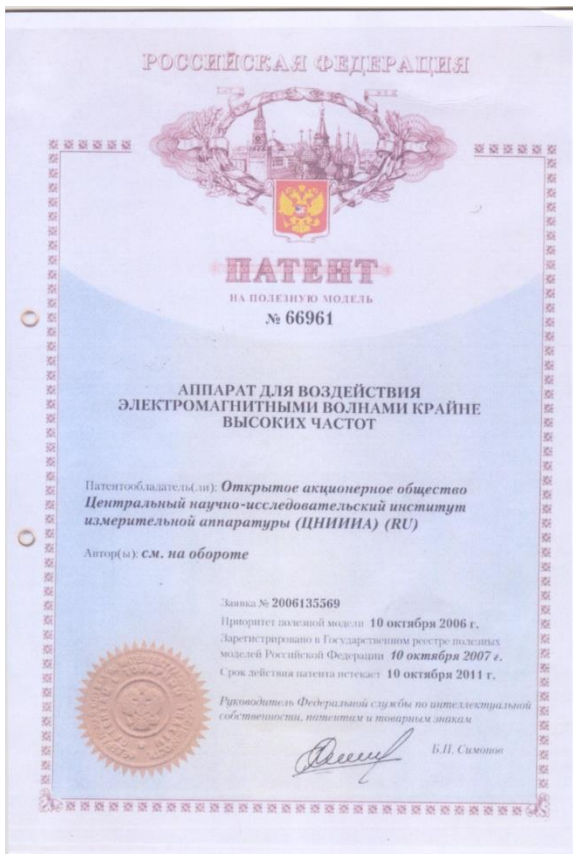 РОССИЙСКАЯ ФЕДЕРАЦИЯ
ПАТЕНТ
НА ПОЛЕЗНУЮ МОДЕЛЬ
№ 66961
АППАРАТ ДЛЯ ВОЗДЕЙСТВИЯ
ЭЛЕКТРОМАГНИТНЫМИ ВОЛНАМИ КРАЙНЕ
ВЫСОКИХ ЧАСТОТ
Патентообладатель(ли): Открытое акционерное общество
Центральный научно-исследовательский институт
измерительной аппаратуры (ЦНИИИА) (RU)
Автор(ы): см. на обороте
Заявка № 2006135569
Приоритет полезной модели 10 октября 2006 г.
Зарегистрировано в Государственном реестре полезных
моделей Российской Федерации 10 октября 2007 г.
Срок действия патента истекает 10 октября 2011 г.
Руководитель Федеральной службы по интеллектуальной
собственности, патентам и товарным знакам
Б.П. Симонов